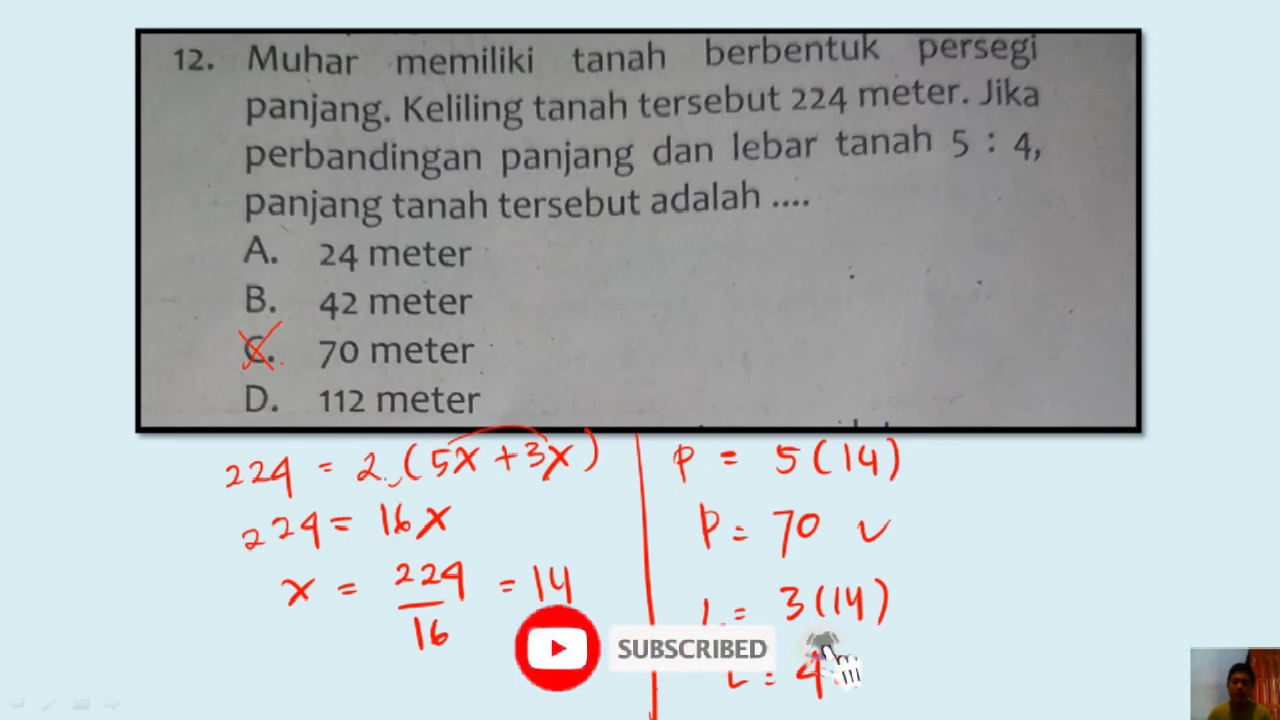 12. Muhar memiliki tanah berbentuk persegi
panjang. Keliling tanah tersebut 224 meter. Jika
perbandingan panjang dan lebar tanah 5 : 4,
panjang tanah tersebut adalah ....
A. 24 meter
B. 42 meter
C. 70 meter
D. 112 meter
224 = 2.(5x + 3x)
224 = 16x
x = 224/16 = 14
P = 5(14)
P = 70 ✓
L = 3(14)
L = 4
SUBSCRIBED